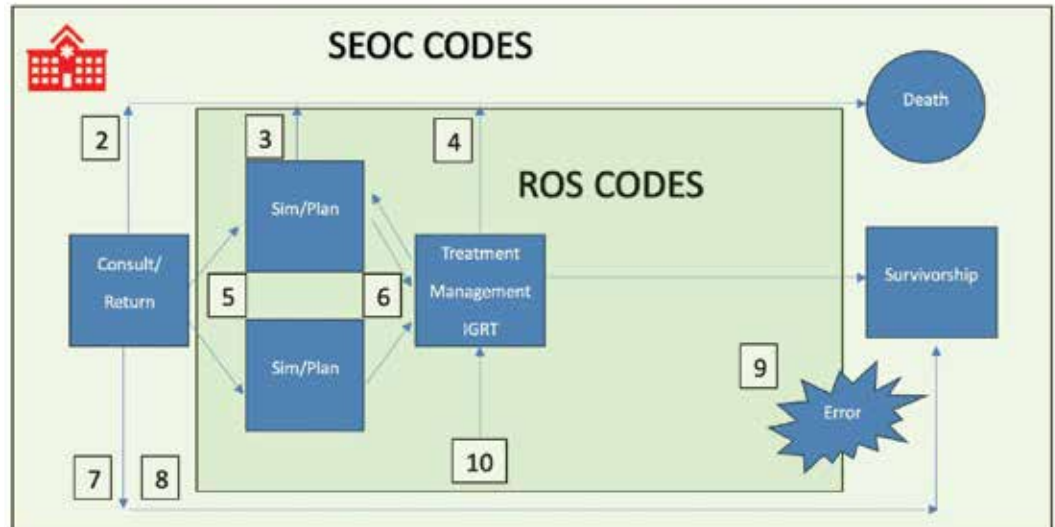 SEOC CODES
Death
2
3
4
ROS CODES
Sim/Plan
Consult/
Return
Treatment
Management
IGRT
Survivorship
5
6
Sim/Plan
9
Error
10
7
8